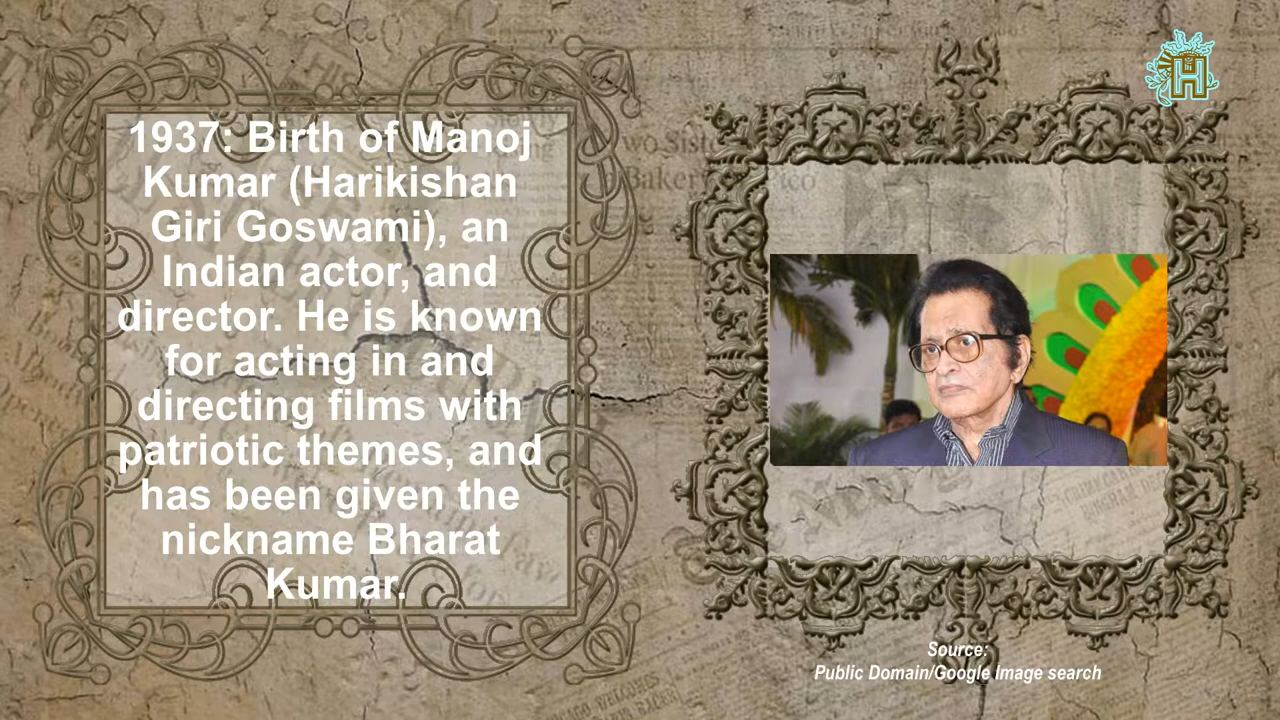 1937: Birth of Manoj
Kumar (Harikishan
Giri Goswami), an
Indian actor, and
director. He is known
for acting in and
directing films with
patriotic themes, and
has been given the
nickname Bharat
Kumar.
H
Source:
Public Domain/Google Image search